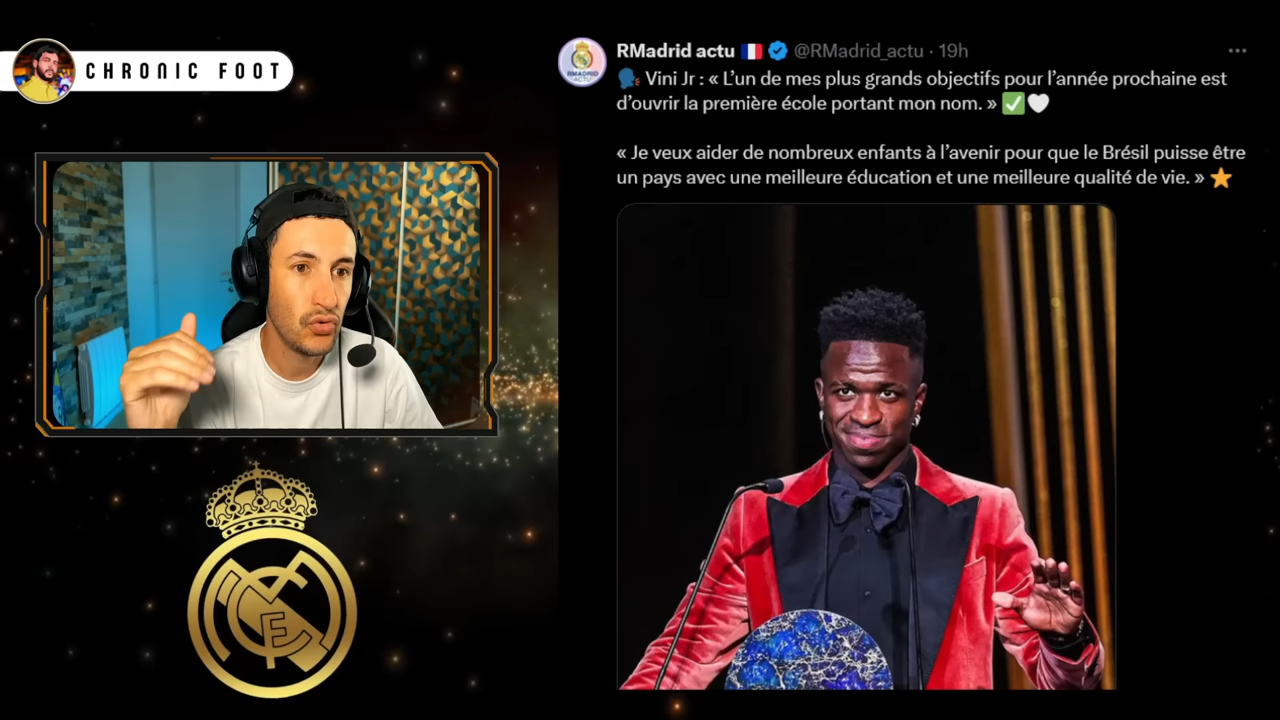 CHRONIC FOOT
RMadrid actu 🇫🇷 @RMadrid_actu · 19h
🗣️ Vini Jr : « L’un de mes plus grands objectifs pour l’année prochaine est
d’ouvrir la première école portant mon nom. » ✅🤍
« Je veux aider de nombreux enfants à l’avenir pour que le Brésil puisse être
un pays avec une meilleure éducation et une meilleure qualité de vie. » ⭐